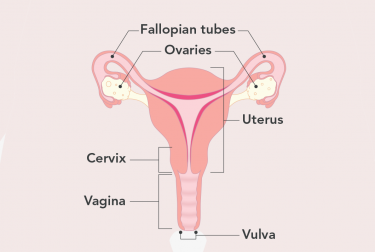 Fallopian tubes
Ovaries
Uterus
Cervix
Vagina
Vulva